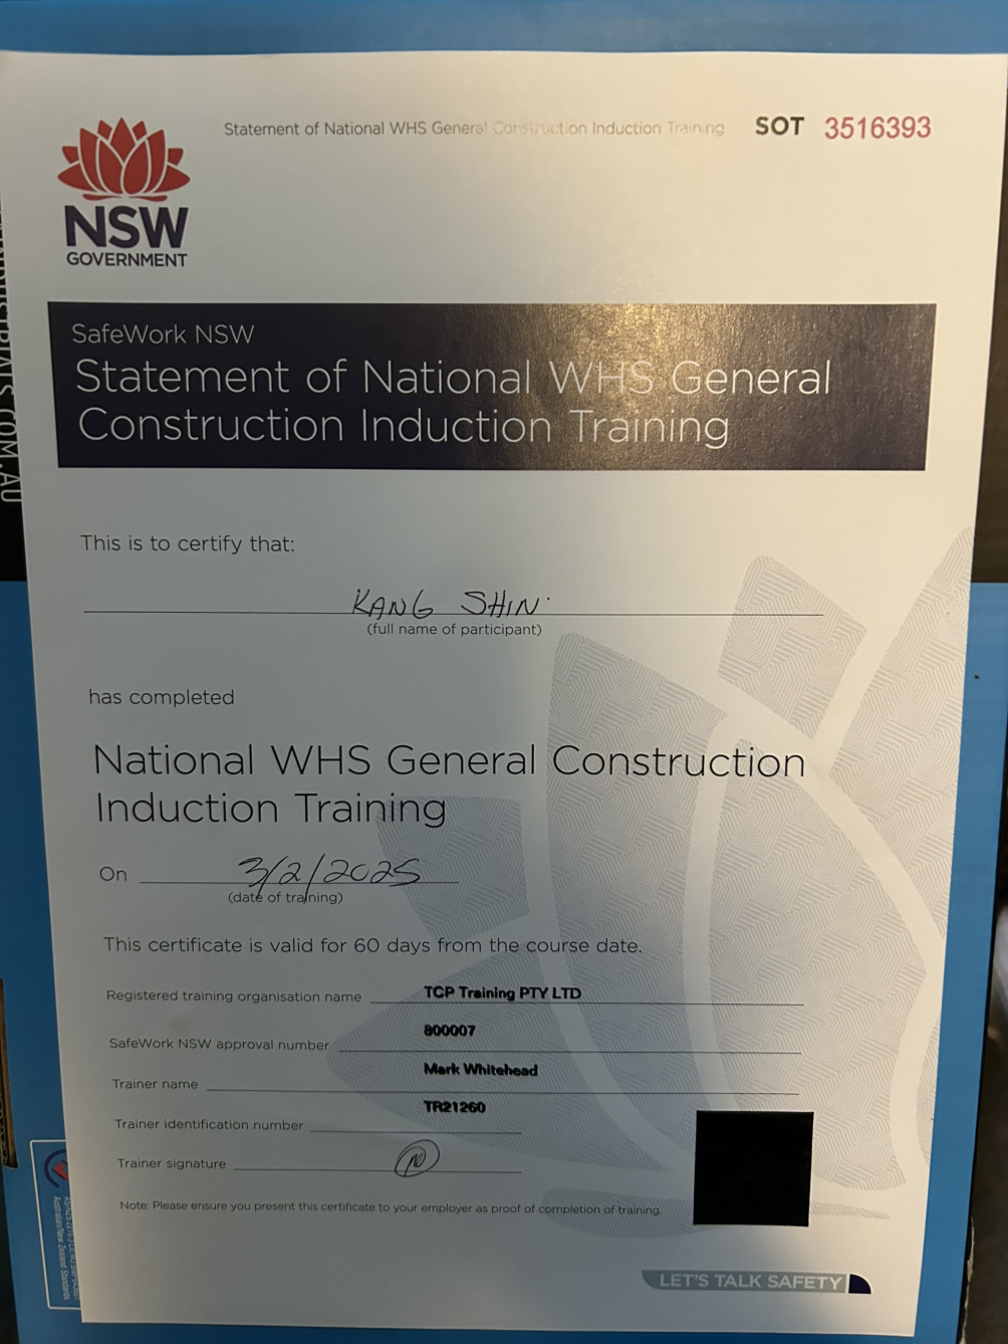 Statement of National WHS General Construction Induction Training SOT 3516393
NSW
GOVERNMENT
SafeWork NSW
Statement of National WHS General
Construction Induction Training
This is to certify that:
KANG SHIN
(full name of participant)
has completed
National WHS General Construction
Induction Training
On 3/2/2025
(date of training)
This certificate is valid for 60 days from the course date.
Registered training organisation name TCP Training PTY LTD
SafeWork NSW approval number 800007
Trainer name Mark Whitehead
Trainer identification number TR21260
Trainer signature
Note: Please ensure you present this certificate to your employer as proof of completion of training.
LET'S TALK SAFETY
Australian/New Zealand Standards